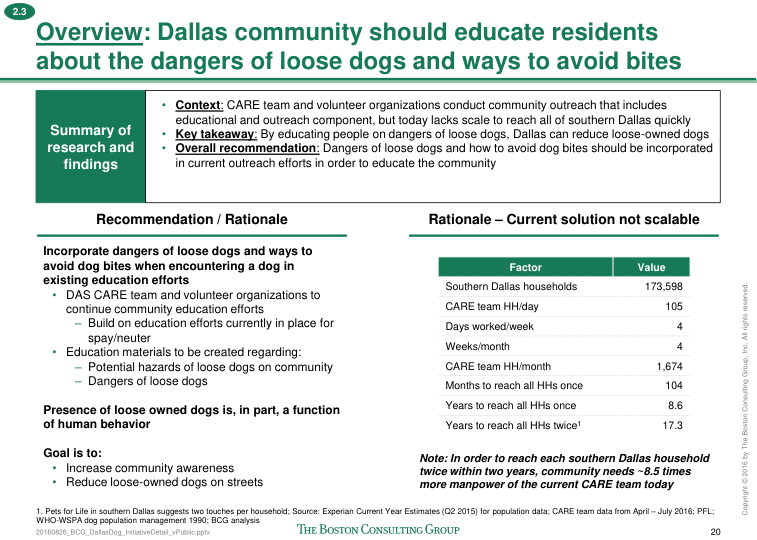 2.3
Overview: Dallas community should educate residents
about the dangers of loose dogs and ways to avoid bites
Summary of
research and
findings
• Context: CARE team and volunteer organizations conduct community outreach that includes
educational and outreach component, but today lacks scale to reach all of southern Dallas quickly
• Key takeaway: By educating people on dangers of loose dogs, Dallas can reduce loose-owned dogs
• Overall recommendation: Dangers of loose dogs and how to avoid dog bites should be incorporated
in current outreach efforts in order to educate the community
Recommendation / Rationale
Incorporate dangers of loose dogs and ways to
avoid dog bites when encountering a dog in
existing education efforts
• DAS CARE team and volunteer organizations to
continue community education efforts
– Build on education efforts currently in place for
spay/neuter
• Education materials to be created regarding:
– Potential hazards of loose dogs on community
– Dangers of loose dogs
Presence of loose owned dogs is, in part, a function
of human behavior
Goal is to:
• Increase community awareness
• Reduce loose-owned dogs on streets
Rationale – Current solution not scalable
Factor Value
Southern Dallas households 173,598
CARE team HH/day 105
Days worked/week 4
Weeks/month 4
CARE team HH/month 1,674
Months to reach all HHs once 104
Years to reach all HHs once 8.6
Years to reach all HHs twice¹ 17.3
Note: In order to reach each southern Dallas household
twice within two years, community needs ~8.5 times
more manpower of the current CARE team today
1. Pets for Life in southern Dallas suggests two touches per household; Source: Experian Current Year Estimates (Q2 2015) for population data; CARE team data from April – July 2016; PFL;
WHO-WSPA dog population management 1990; BCG analysis
20160826_BCG_DallasDog_InitiativeDetail_vPublic.pptx
THE BOSTON CONSULTING GROUP
20
Copyright © 2016 by The Boston Consulting Group, Inc. All rights reserved.